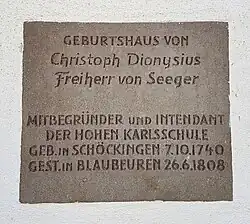 GEBURTSHAUS VON
Christoph Dionysius
Freiherr von Seeger
MITBEGRÜNDER und INTENDANT
DER HOHEN KARLSSCHULE
GEB. in SCHÖCKINGEN 7.10.1740
GEST. in BLAUBEUREN 26.6.1808